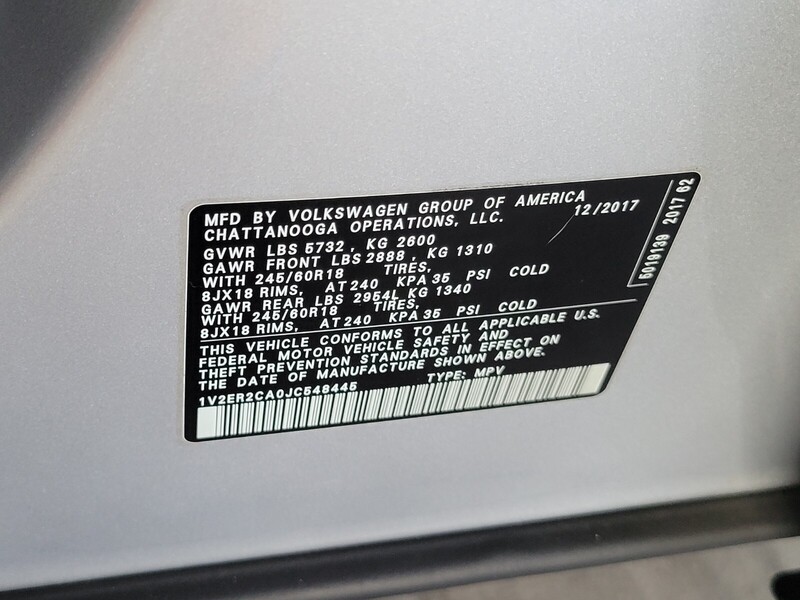 MFD BY VOLKSWAGEN GROUP OF AMERICA
CHATTANOOGA OPERATIONS, LLC. 12/2017
GVWR LBS 5732, KG 2600
GAWR FRONT LBS 2888, KG 1310
WITH 245/60R18 TIRES,
8JX18 RIMS, AT 240 KPA 35 PSI COLD
GAWR REAR LBS 2954L KG 1340
WITH 245/60R18 TIRES,
8JX18 RIMS, AT 240 KPA 35 PSI COLD
THIS VEHICLE CONFORMS TO ALL APPLICABLE U.S.
FEDERAL MOTOR VEHICLE SAFETY AND
THEFT PREVENTION STANDARDS IN EFFECT ON
THE DATE OF MANUFACTURE SHOWN ABOVE.
1V2ER2CA0JC548445 TYPE: MPV
5019139 2017 62